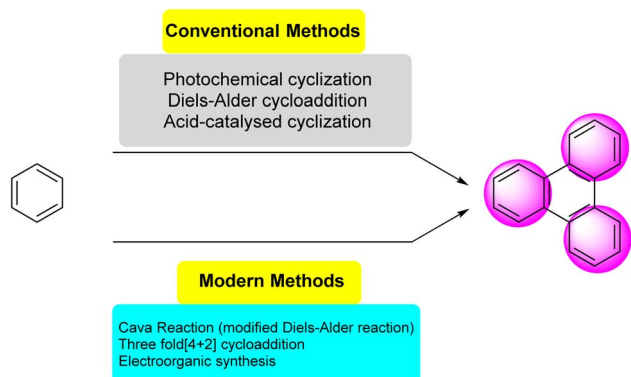 Conventional Methods
Photochemical cyclization
Diels-Alder cycloaddition
Acid-catalysed cyclization
Modern Methods
Cava Reaction (modified Diels-Alder reaction)
Three fold[4+2] cycloaddition
Electroorganic synthesis